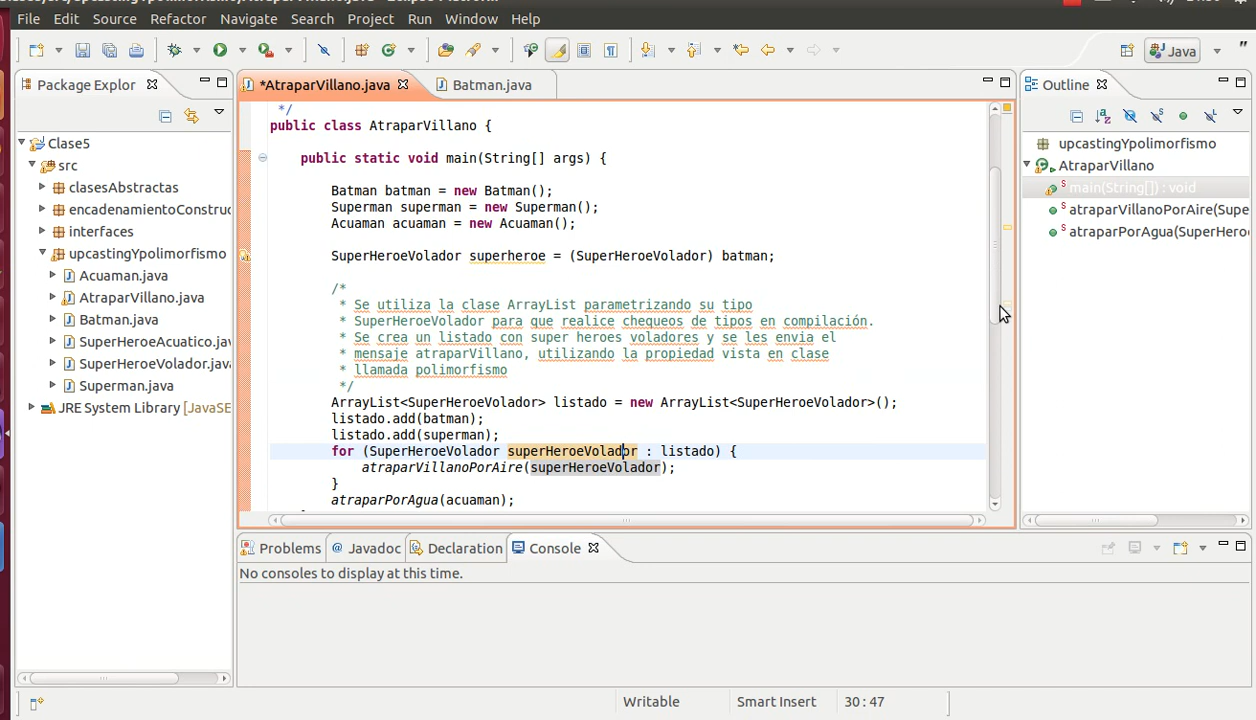 File Edit Source Refactor Navigate Search Project Run Window Help
Java
Package Explor
*AtraparVillano.java
Batman.java
Outline
Clase5
src
clasesAbstractas
encadenamientoConstruc
interfaces
upcastingYpolimorfismo
Acuaman.java
AtraparVillano.java
Batman.java
SuperHeroeAcuatico.jav
SuperHeroeVolador.java
Superman.java
JRE System Library [JavaSE
*/
public class AtraparVillano {
public static void main(String[] args) {
Batman batman = new Batman();
Superman superman = new Superman();
Acuaman acuaman = new Acuaman();
SuperHeroeVolador superheroe = (SuperHeroeVolador) batman;
/*
* Se utiliza la clase ArrayList parametrizando su tipo
* SuperHeroeVolador para que realice chequeos de tipos en compilación.
* Se crea un listado con super heroes voladores y se les envia el
* mensaje atraparVillano, utilizando la propiedad vista en clase
* llamada polimorfismo
*/
ArrayList<SuperHeroeVolador> listado = new ArrayList<SuperHeroeVolador>();
listado.add(batman);
listado.add(superman);
for (SuperHeroeVolador superHeroeVolador : listado) {
atraparVillanoPorAire(superHeroeVolador);
}
atraparPorAgua(acuaman);
upcastingYpolimorfismo
AtraparVillano
main(String[]) : void
atraparVillanoPorAire(Supe
atraparPorAgua(SuperHeroe
Problems Javadoc Declaration Console
No consoles to display at this time.
Writable Smart Insert 30:47